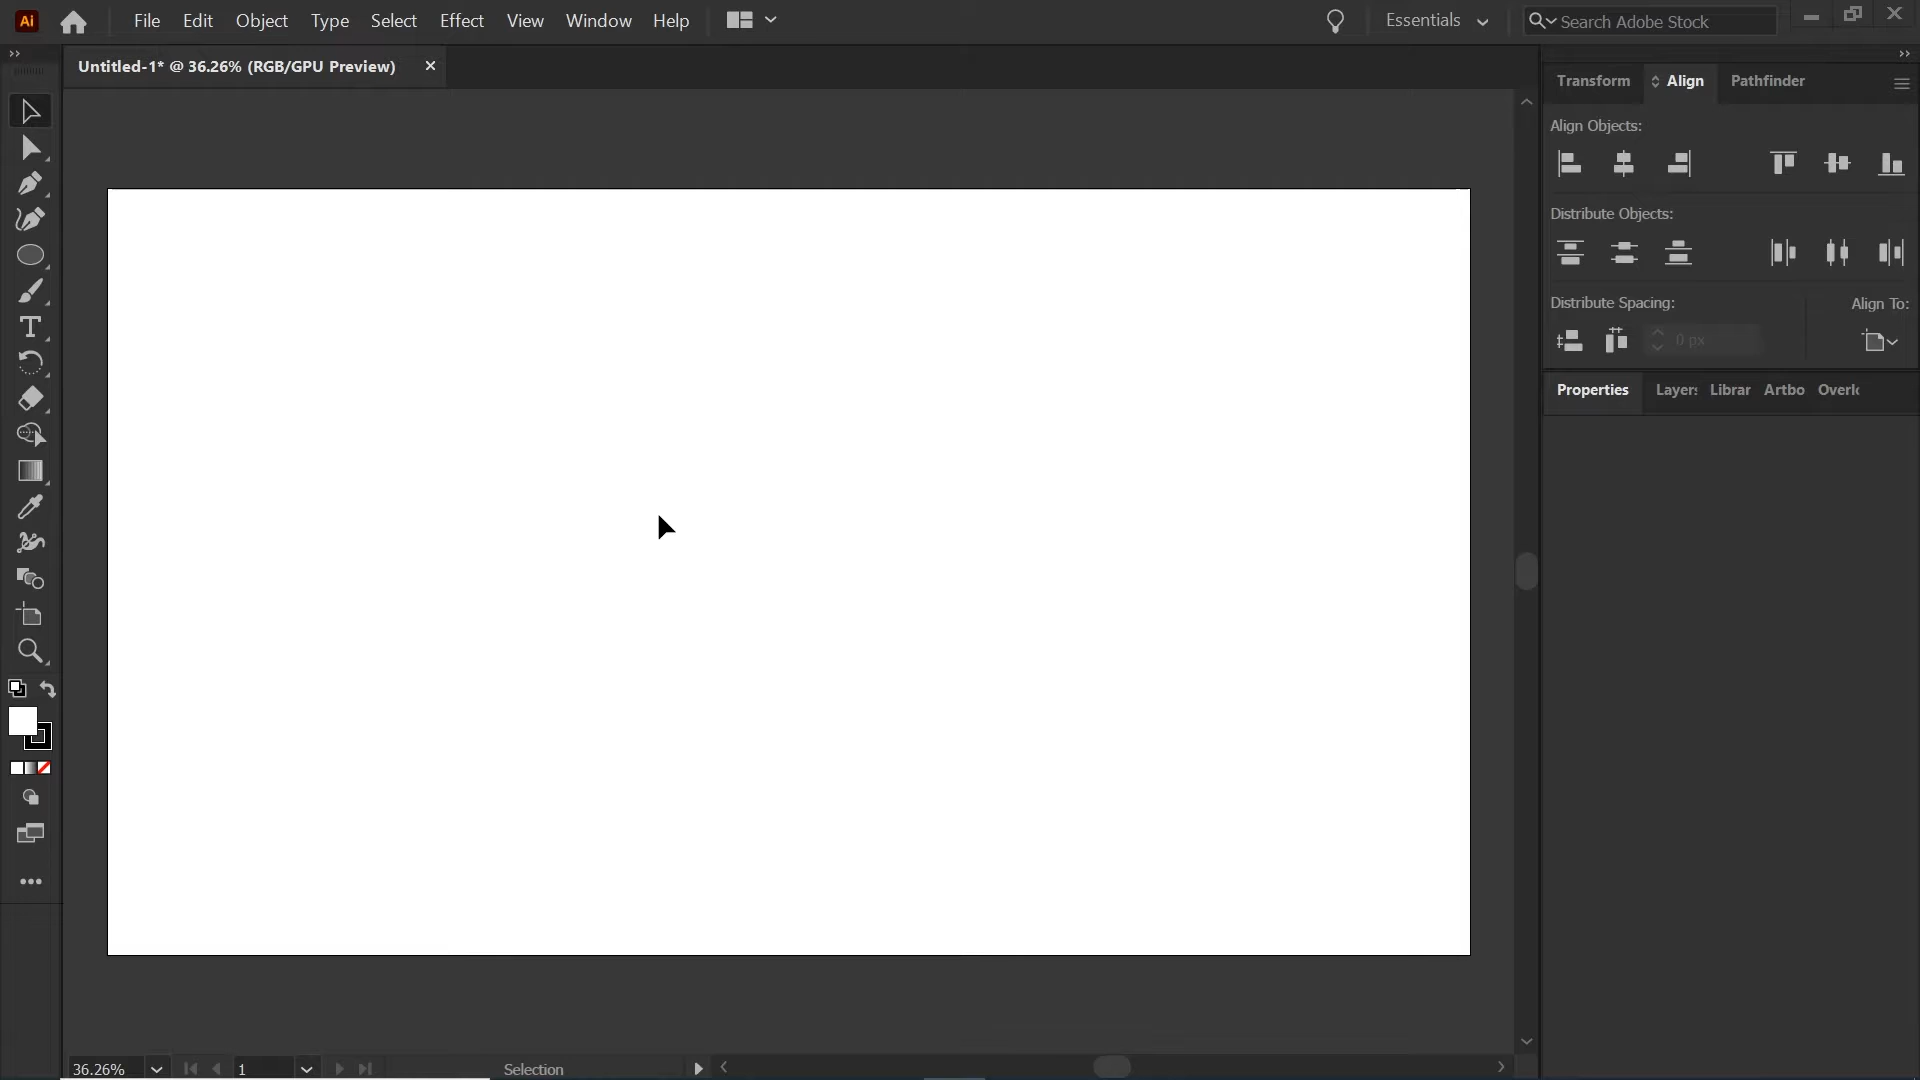 Ai File Edit Object Type Select Effect View Window Help Essentials Search Adobe Stock
Untitled-1* @ 36.26% (RGB/GPU Preview)
Transform Align Pathfinder
Align Objects:
Distribute Objects:
Distribute Spacing: Align To:
0 px
Properties Layers Librar Artbo Overl
36.26% 1 Selection